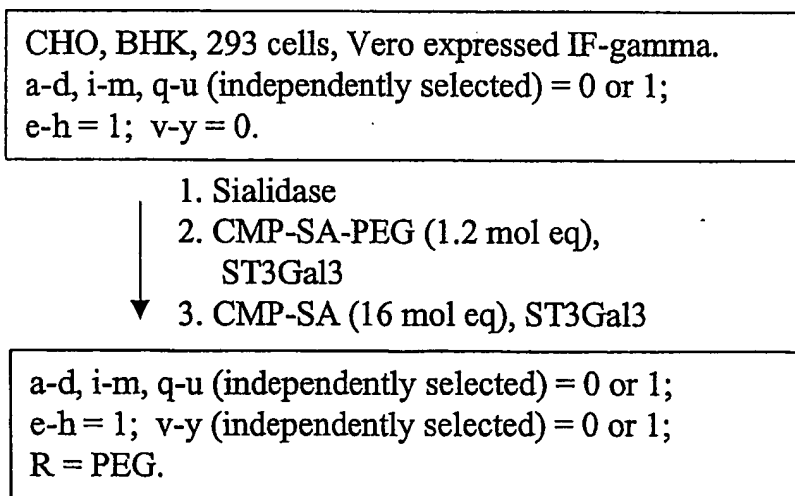 CHO, BHK, 293 cells, Vero expressed IF-gamma.
a-d, i-m, q-u (independently selected) = 0 or 1;
e-h = 1; v-y = 0.
1. Sialidase
2. CMP-SA-PEG (1.2 mol eq),
ST3Gal3
3. CMP-SA (16 mol eq), ST3Gal3
a-d, i-m, q-u (independently selected) = 0 or 1;
e-h = 1; v-y (independently selected) = 0 or 1;
R = PEG.